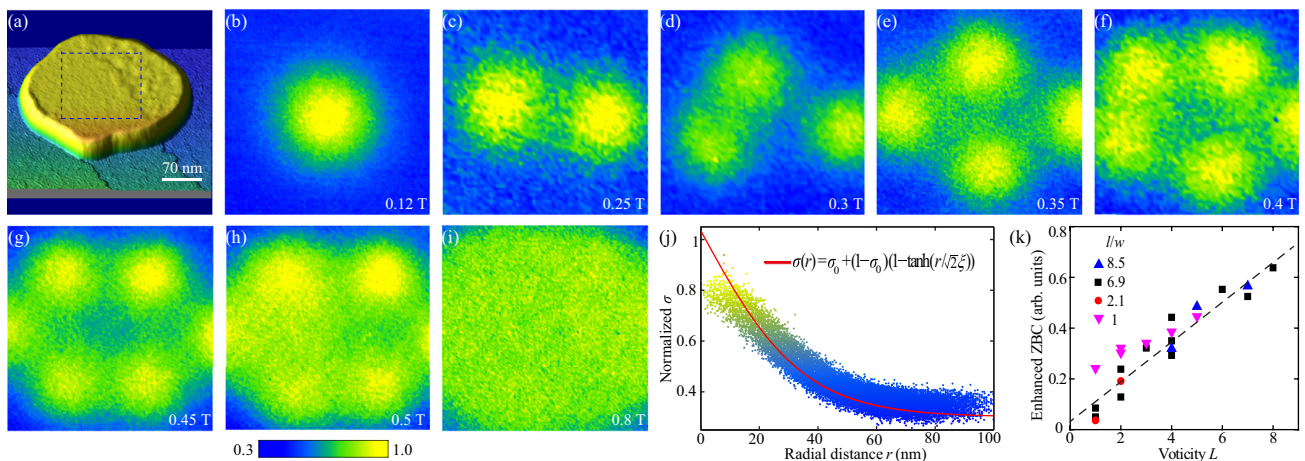 (a)
70 nm
(b)
0.12 T
(c)
0.25 T
(d)
0.3 T
(e)
0.35 T
(f)
0.4 T
(g)
0.45 T
(h)
0.5 T
(i)
0.8 T
0.3
1.0
(j)
σ(r)=σ0+(1-σ0)(1-tanh(r/√2ξ))
Normalized σ
1
0.8
0.6
0.4
0
20
40
60
80
100
Radial distance r (nm)
(k)
l/w
8.5
6.9
2.1
1
Enhanced ZBC (arb. units)
0.8
0.6
0.4
0.2
0
0
2
4
6
8
Voticity L